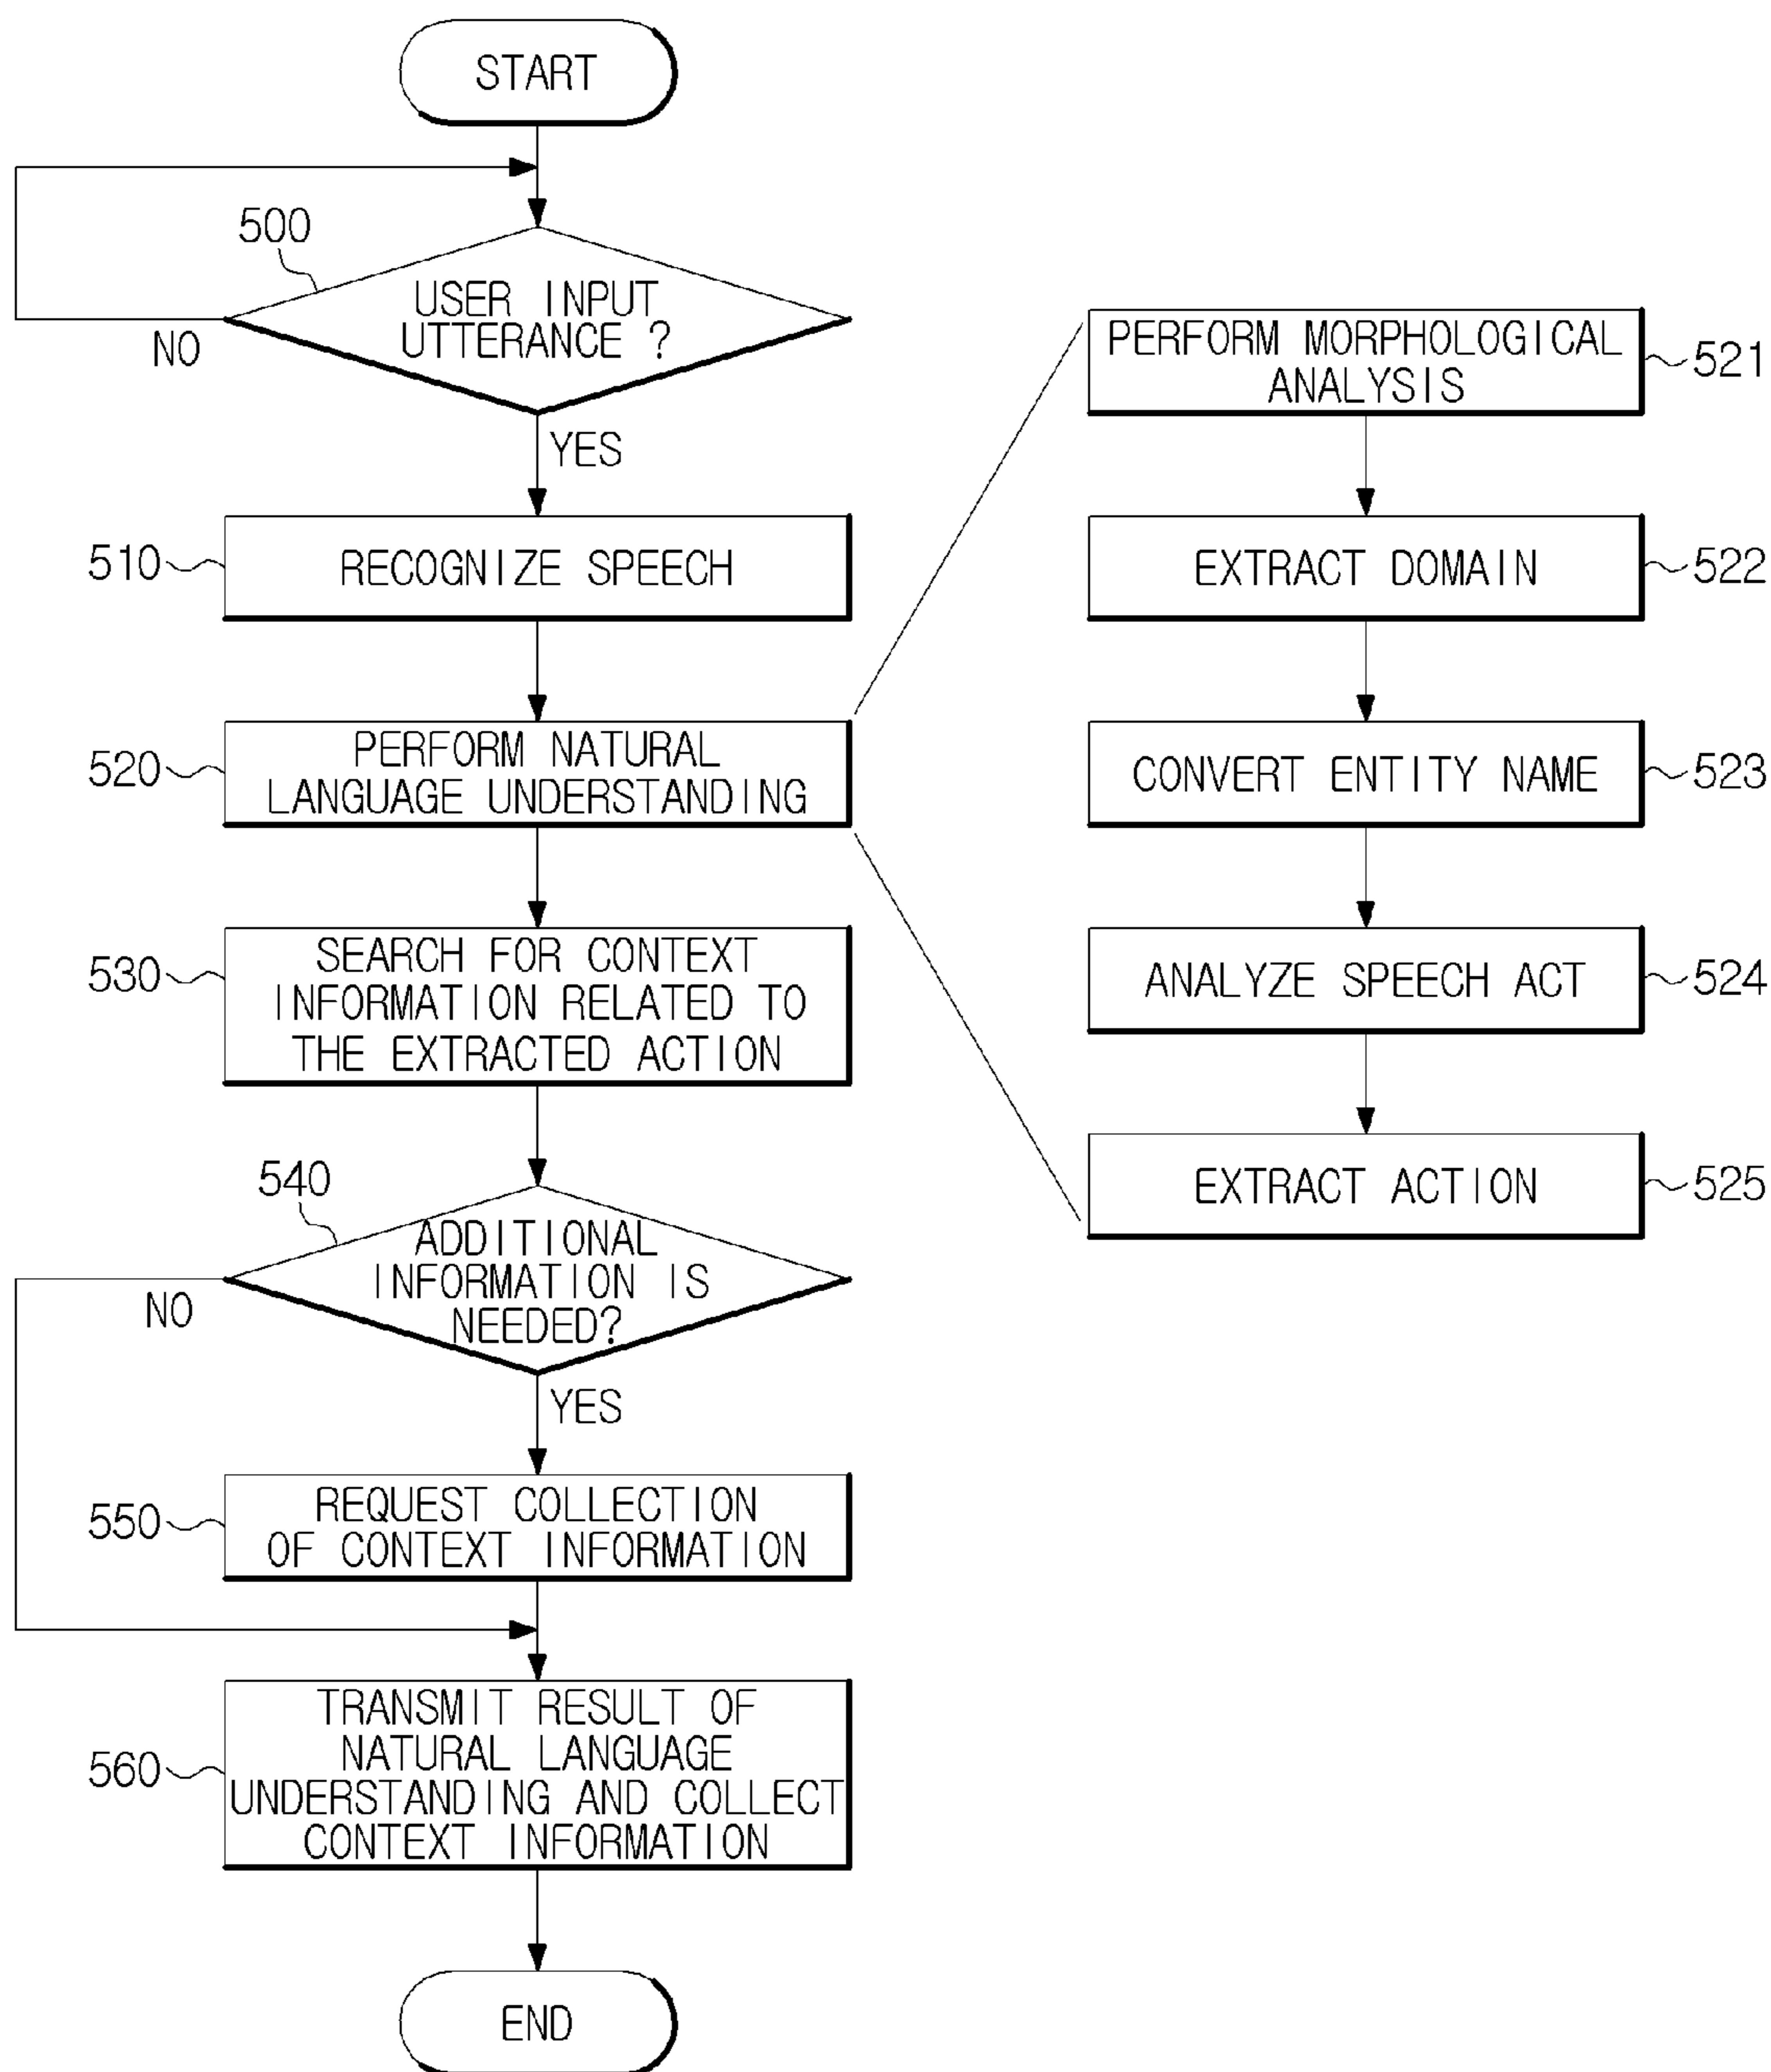 START
500
USER INPUT
UTTERANCE ?
NO
YES
510
RECOGNIZE SPEECH
520
PERFORM NATURAL
LANGUAGE UNDERSTANDING
530
SEARCH FOR CONTEXT
INFORMATION RELATED TO
THE EXTRACTED ACTION
540
ADDITIONAL
INFORMATION IS
NEEDED?
NO
YES
550
REQUEST COLLECTION
OF CONTEXT INFORMATION
560
TRANSMIT RESULT OF
NATURAL LANGUAGE
UNDERSTANDING AND COLLECT
CONTEXT INFORMATION
END
PERFORM MORPHOLOGICAL
ANALYSIS
521
EXTRACT DOMAIN
522
CONVERT ENTITY NAME
523
ANALYZE SPEECH ACT
524
EXTRACT ACTION
525